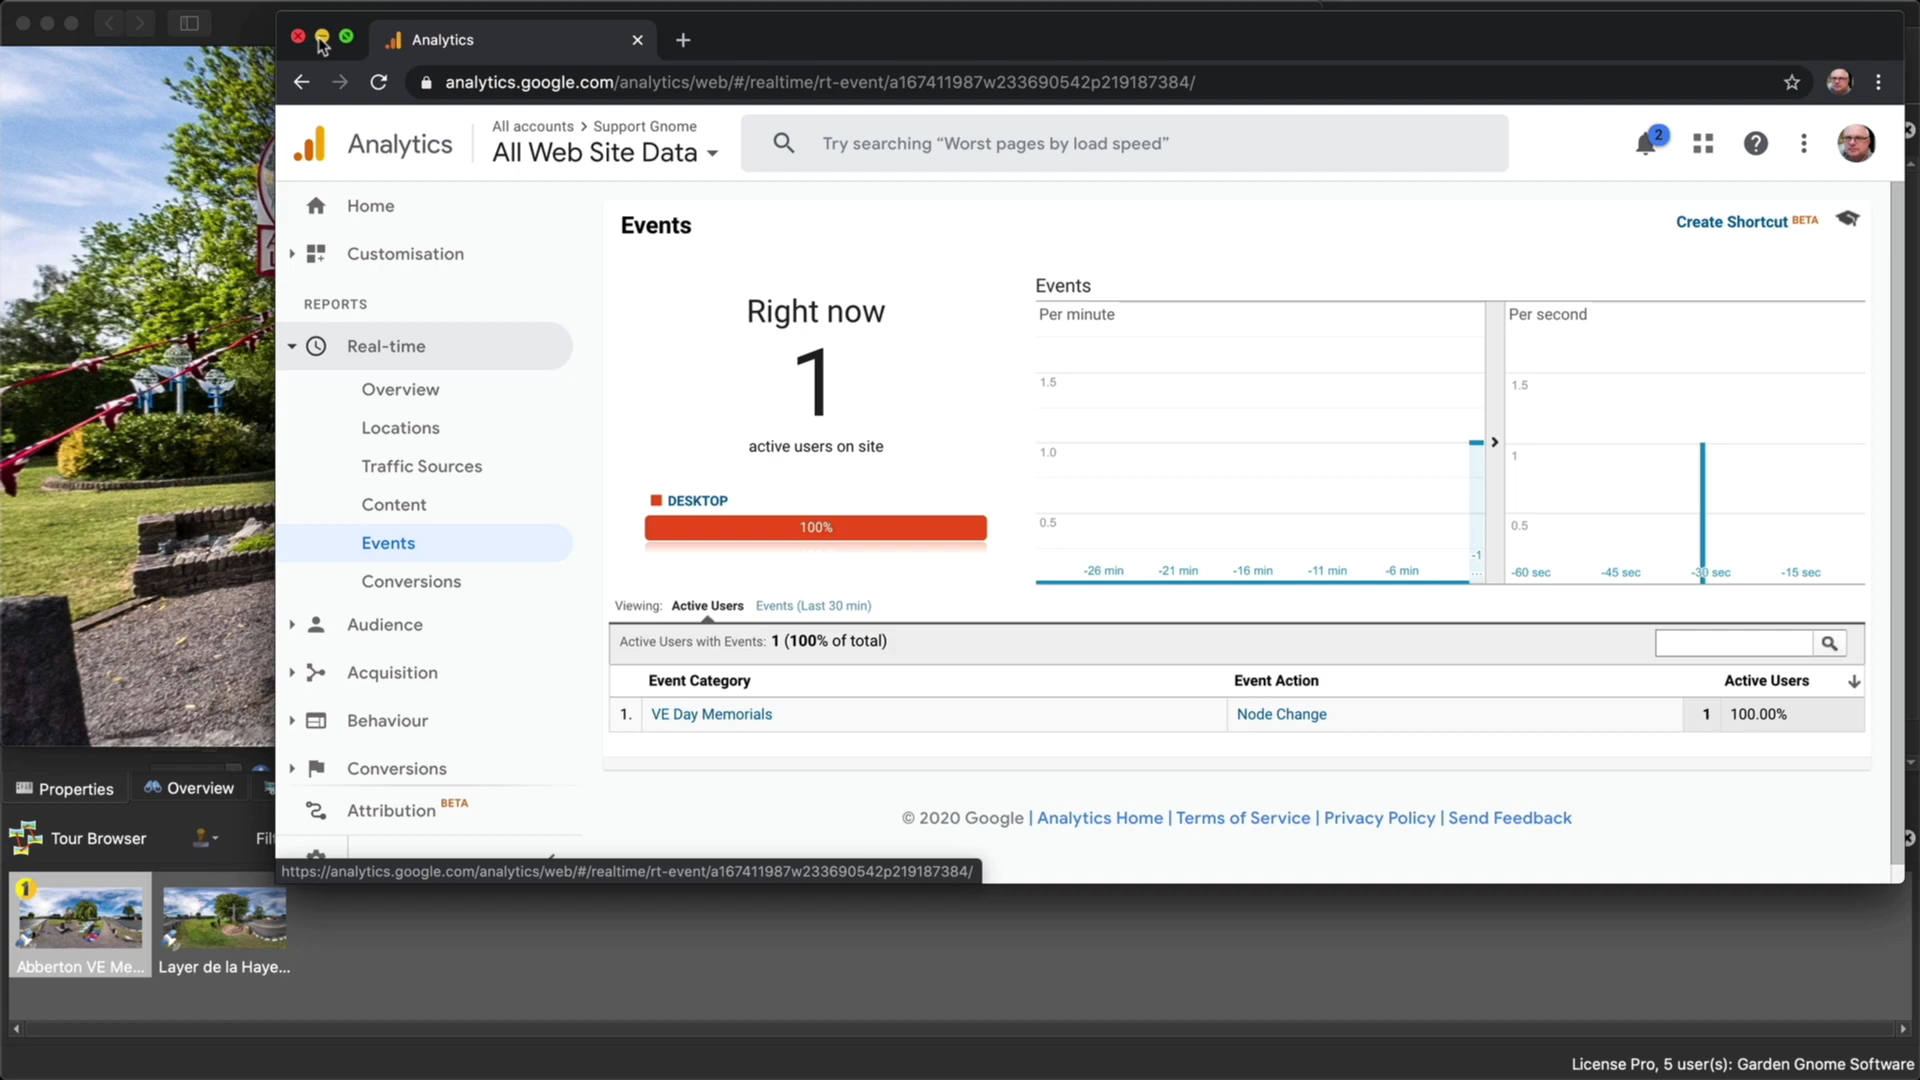 Analytics
analytics.google.com/analytics/web/#/realtime/rt-event/a167411987w233690542p219187384/
Analytics
All accounts > Support Gnome
All Web Site Data
Try searching “Worst pages by load speed”
2
Home
Customisation
REPORTS
Real-time
Overview
Locations
Traffic Sources
Content
Events
Conversions
Audience
Acquisition
Behaviour
Conversions
Attribution BETA
Events
Create Shortcut BETA
Right now
1
active users on site
DESKTOP
100%
Events
Per minute
1.5
1.0
0.5
-26 min -21 min -16 min -11 min -6 min -1
...
Per second
1.5
1
0.5
-60 sec -45 sec -30 sec -15 sec
Viewing: Active Users Events (Last 30 min)
Active Users with Events: 1 (100% of total)
Event Category Event Action Active Users
1. VE Day Memorials Node Change 1 100.00%
© 2020 Google | Analytics Home | Terms of Service | Privacy Policy | Send Feedback
https://analytics.google.com/analytics/web/#/realtime/rt-event/a167411987w233690542p219187384/
Properties Overview
Tour Browser
1
Abberton VE Me... Layer de la Haye...
License Pro, 5 user(s): Garden Gnome Software